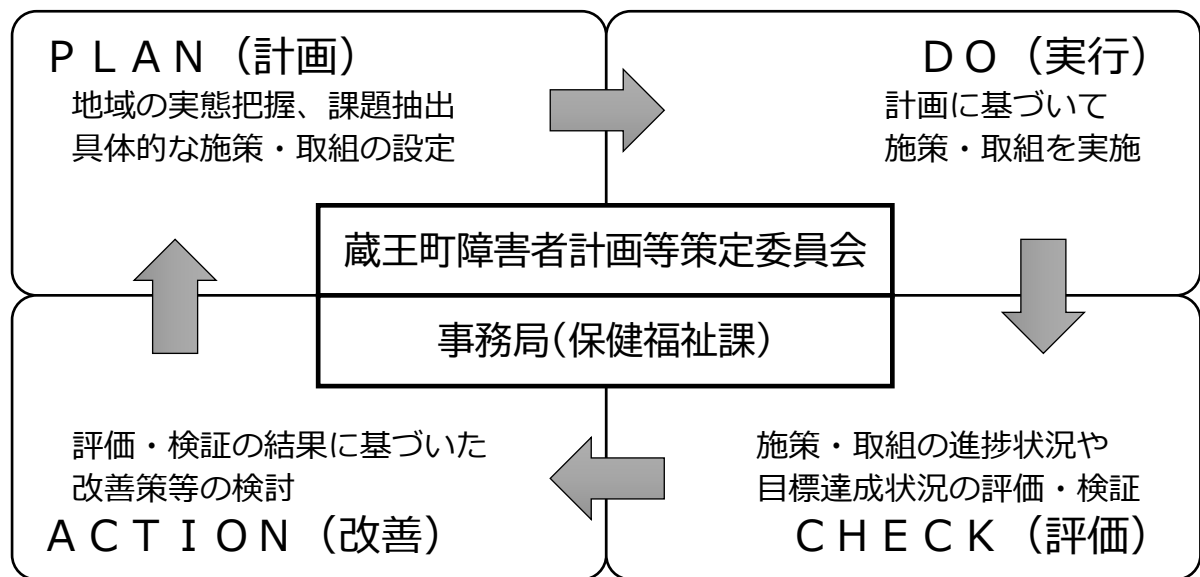 ＰＬＡＮ（計画）
地域の実態把握、課題抽出
具体的な施策・取組の設定
ＤＯ（実行）
計画に基づいて
施策・取組を実施
蔵王町障害者計画等策定委員会
事務局(保健福祉課)
評価・検証の結果に基づいた
改善策等の検討
ＡＣＴＩＯＮ（改善）
施策・取組の進捗状況や
目標達成状況の評価・検証
ＣＨＥＣＫ（評価）